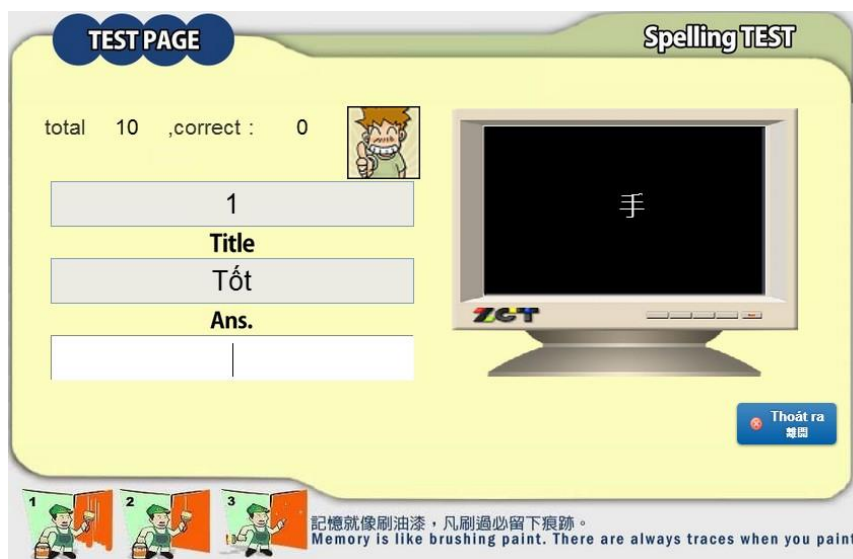 TEST PAGE
Spelling TEST
total 10 ,correct : 0
1
手
Title
Tốt
Ans.
ZCT
Thoát ra
離開
1 2 3
記憶就像刷油漆，凡刷過必留下痕跡。
Memory is like brushing paint. There are always traces when you paint